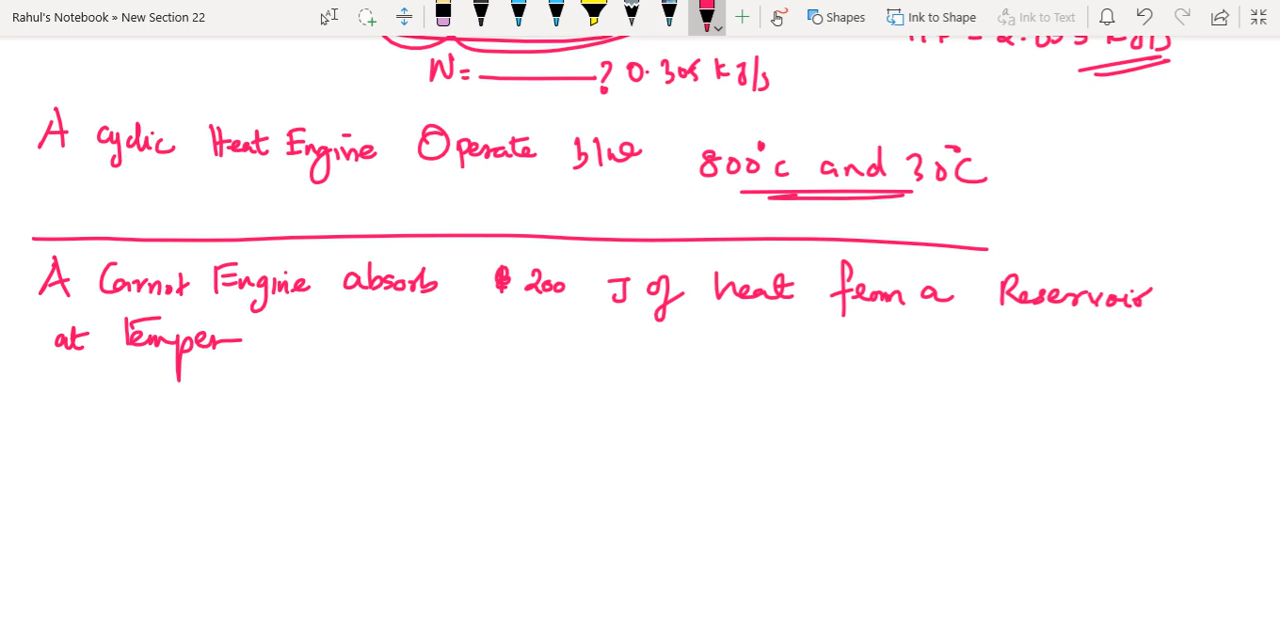 Rahul's Notebook » New Section 22
Shapes
Ink to Shape
Ink to Text
W = ? 0.305 kJ/s
A cyclic Heat Engine Operate b/w 800°C and 30°C
A Carnot Engine absorb 200 J of heat from a Reservoir
at Temper